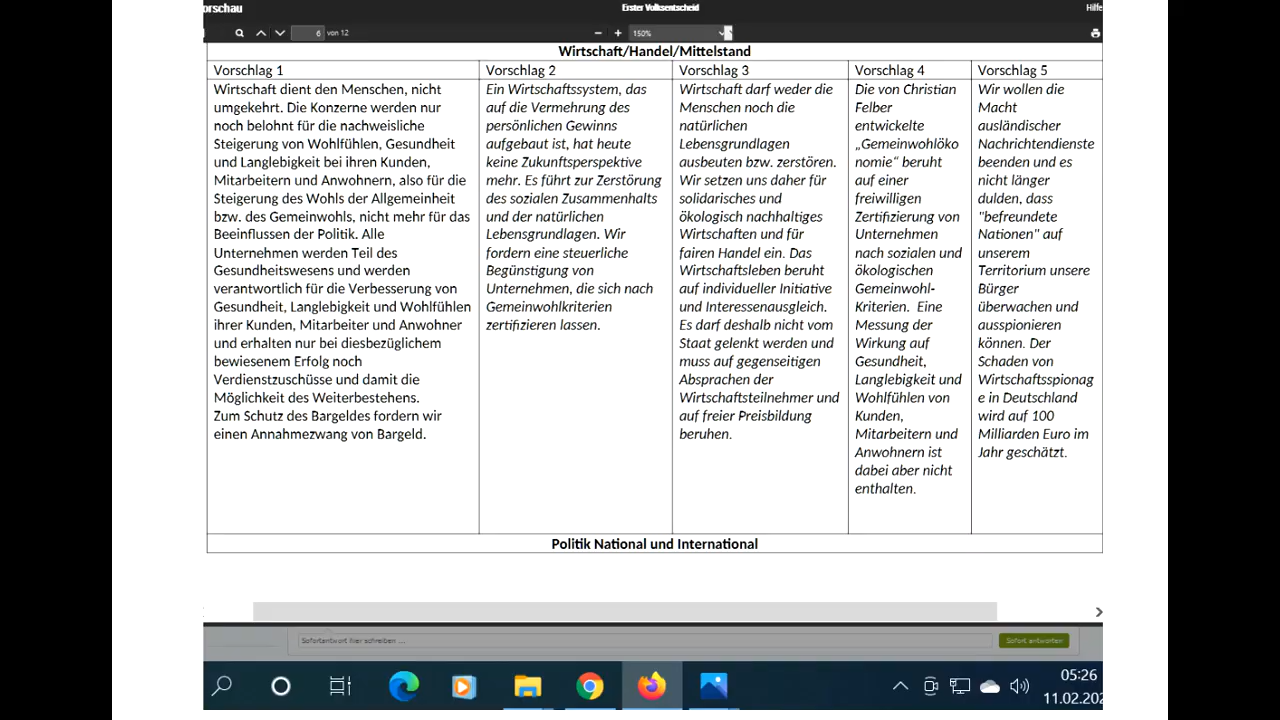 orschau
Erster Volksentscheid
Hilfe
6 von 12
150%
Wirtschaft/Handel/Mittelstand
Vorschlag 1
Wirtschaft dient den Menschen, nicht
umgekehrt. Die Konzerne werden nur
noch belohnt für die nachweisliche
Steigerung von Wohlfühlen, Gesundheit
und Langlebigkeit bei ihren Kunden,
Mitarbeitern und Anwohnern, also für die
Steigerung des Wohls der Allgemeinheit
bzw. des Gemeinwohls, nicht mehr für das
Beeinflussen der Politik. Alle
Unternehmen werden Teil des
Gesundheitswesens und werden
verantwortlich für die Verbesserung von
Gesundheit, Langlebigkeit und Wohlfühlen
ihrer Kunden, Mitarbeiter und Anwohner
und erhalten nur bei diesbezüglichem
bewiesenem Erfolg noch
Verdienstzuschüsse und damit die
Möglichkeit des Weiterbestehens.
Zum Schutz des Bargeldes fordern wir
einen Annahmezwang von Bargeld.
Vorschlag 2
Ein Wirtschaftssystem, das
auf die Vermehrung des
persönlichen Gewinns
aufgebaut ist, hat heute
keine Zukunftsperspektive
mehr. Es führt zur Zerstörung
des sozialen Zusammenhalts
und der natürlichen
Lebensgrundlagen. Wir
fordern eine steuerliche
Begünstigung von
Unternehmen, die sich nach
Gemeinwohlkriterien
zertifizieren lassen.
Vorschlag 3
Wirtschaft darf weder die
Menschen noch die
natürlichen
Lebensgrundlagen
ausbeuten bzw. zerstören.
Wir setzen uns daher für
solidarisches und
ökologisch nachhaltiges
Wirtschaften und für
fairen Handel ein. Das
Wirtschaftsleben beruht
auf individueller Initiative
und Interessenausgleich.
Es darf deshalb nicht vom
Staat gelenkt werden und
muss auf gegenseitigen
Absprachen der
Wirtschaftsteilnehmer und
auf freier Preisbildung
beruhen.
Vorschlag 4
Die von Christian
Felber
entwickelte
„Gemeinwohlöko
nomie“ beruht
auf einer
freiwilligen
Zertifizierung von
Unternehmen
nach sozialen und
ökologischen
Gemeinwohl-
Kriterien. Eine
Messung der
Wirkung auf
Gesundheit,
Langlebigkeit und
Wohlfühlen von
Kunden,
Mitarbeitern und
Anwohnern ist
dabei aber nicht
enthalten.
Vorschlag 5
Wir wollen die
Macht
ausländischer
Nachrichtendienste
beenden und es
nicht länger
dulden, dass
"befreundete
Nationen" auf
unserem
Territorium unsere
Bürger
überwachen und
ausspionieren
können. Der
Schaden von
Wirtschaftsspionag
e in Deutschland
wird auf 100
Milliarden Euro im
Jahr geschätzt.
Politik National und International
Sofortantwort hier schreiben ...
Sofort antworten
05:26
11.02.202